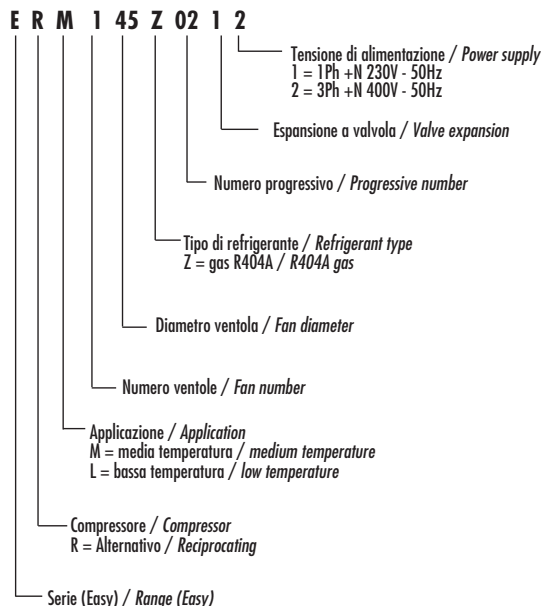 E R M 1 45 Z 02 1 2
Tensione di alimentazione / Power supply
1 = 1Ph +N 230V - 50Hz
2 = 3Ph +N 400V - 50Hz
Espansione a valvola / Valve expansion
Numero progressivo / Progressive number
Tipo di refrigerante / Refrigerant type
Z = gas R404A / R404A gas
Diametro ventola / Fan diameter
Numero ventole / Fan number
Applicazione / Application
M = media temperatura / medium temperature
L = bassa temperatura / low temperature
Compressore / Compressor
R = Alternativo / Reciprocating
Serie (Easy) / Range (Easy)